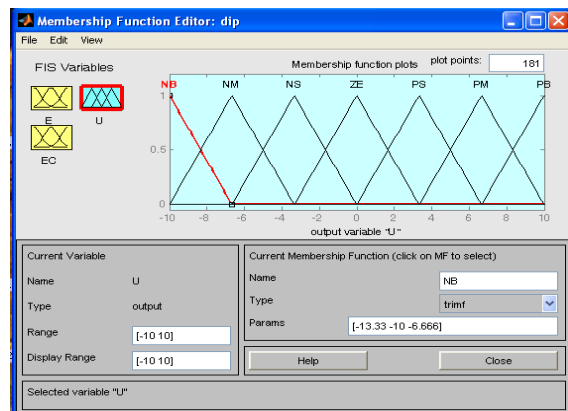 Membership Function Editor: dip
File Edit View
FIS Variables
Membership function plots
plot points:
181
E
U
EC
NB NM NS ZE PS PM PB
1
0.5
0
-10 -8 -6 -4 -2 0 2 4 6 8 10
output variable "U"
Current Variable
Name U
Type output
Range [-10 10]
Display Range [-10 10]
Current Membership Function (click on MF to select)
Name NB
Type trimf
Params [-13.33 -10 -6.666]
Help Close
Selected variable "U"